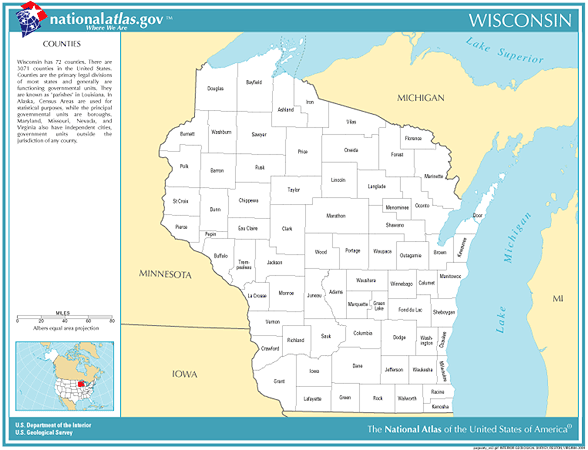 nationalatlas.gov™
Where We Are
WISCONSIN
COUNTIES
Wisconsin has 72 counties. There are
3071 counties in the United States.
Counties are the primary legal divisions
of most states and generally are
functioning governmental units. They
are known as 'parishes' in Louisiana. In
Alaska, Census Areas are used for
statistical purposes, while the principal
governmental units are boroughs.
Maryland, Missouri, Nevada, and
Virginia also have independent cities,
government units outside the
jurisdiction of any county.
Lake Superior
MICHIGAN
Douglas
Bayfield
Ashland
Iron
Vilas
Florence
Burnett
Washburn
Sawyer
Price
Oneida
Forest
Marinette
Polk
Barron
Rusk
Taylor
Lincoln
Langlade
Menominee
Oconto
Door
St Croix
Dunn
Chippewa
Clark
Marathon
Shawano
Pierce
Pepin
Eau Claire
Wood
Portage
Waupaca
Outagamie
Brown
Kewaunee
Buffalo
Trem-
pealeau
Jackson
MINNESOTA
Lake Michigan
MI
Waushara
Winnebago
Calumet
Manitowoc
La Crosse
Monroe
Juneau
Adams
Marquette
Green
Lake
Fond du Lac
Sheboygan
Vernon
Richland
Sauk
Columbia
Dodge
Wash-
ington
Ozaukee
Crawford
Iowa
Dane
Jefferson
Waukesha
Milwaukee
IOWA
Grant
Lafayette
Green
Rock
Walworth
Racine
Kenosha
MILES
0 20 40 60 80
Albers equal area projection
U.S. Department of the Interior
U.S. Geological Survey
The National Atlas of the United States of America®